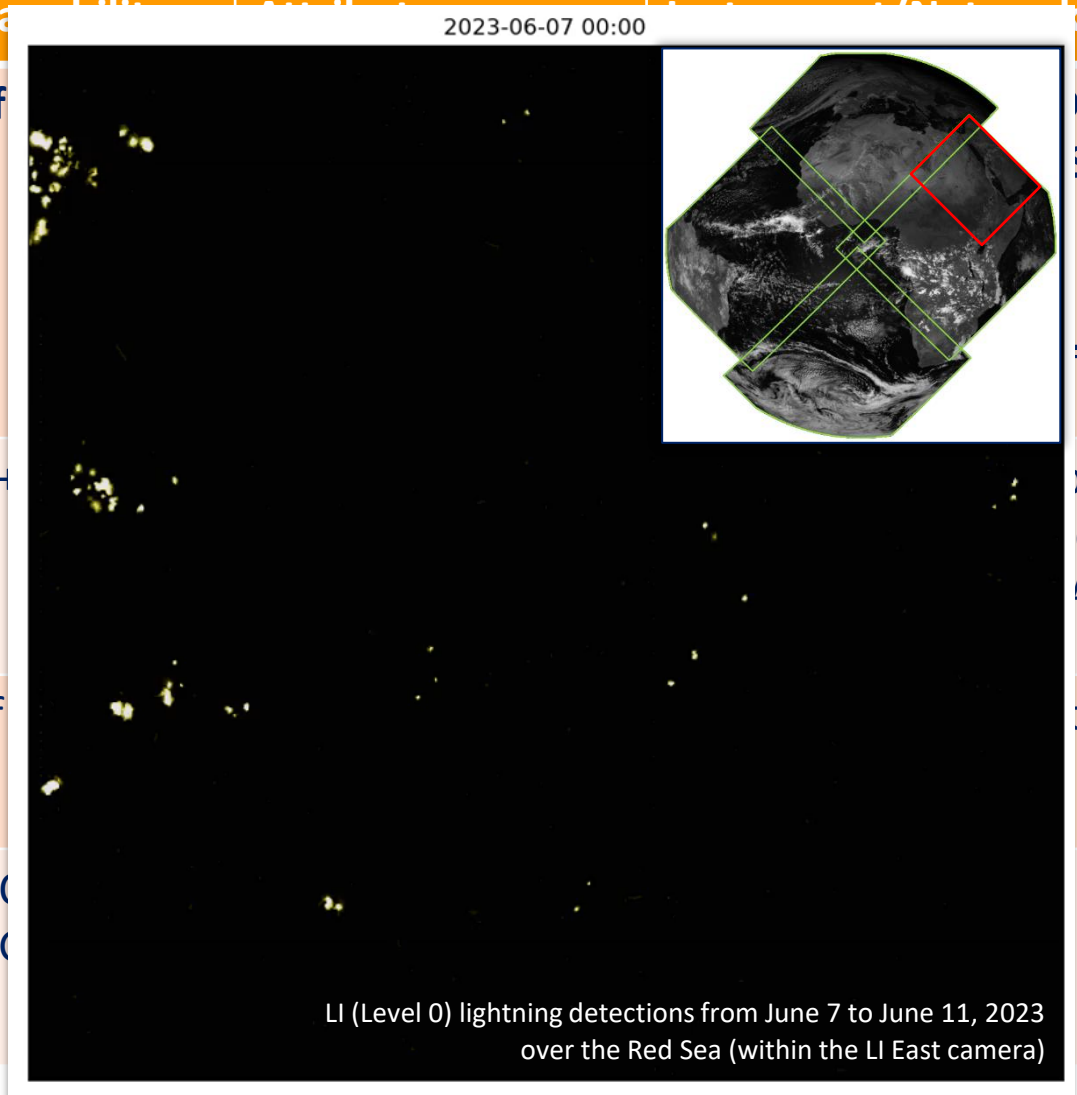 2023-06-07 00:00
LI (Level 0) lightning detections from June 7 to June 11, 2023
over the Red Sea (within the LI East camera)